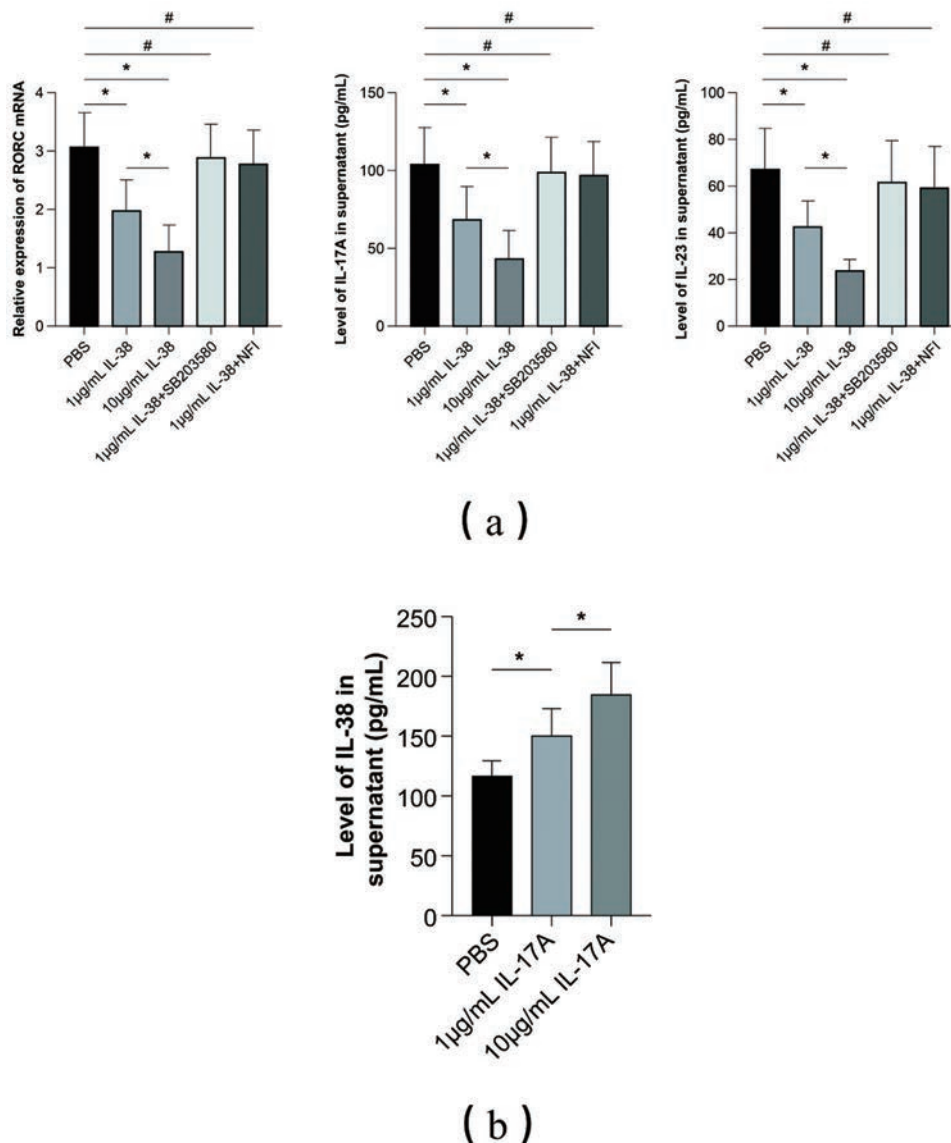 #
#
*
*
*
Relative expression of RORC mRNA
4
3
2
1
0
PBS
1μg/mL IL-38
10μg/mL IL-38
1μg/mL IL-38+SB203580
1μg/mL IL-38+NFI
#
#
*
*
*
Level of IL-17A in supernatant (pg/mL)
150
100
50
0
PBS
1μg/mL IL-38
10μg/mL IL-38
1μg/mL IL-38+SB203580
1μg/mL IL-38+NFI
#
#
*
*
*
Level of IL-23 in supernatant (pg/mL)
100
80
60
40
20
0
PBS
1μg/mL IL-38
10μg/mL IL-38
1μg/mL IL-38+SB203580
1μg/mL IL-38+NFI
( a )
*
*
Level of IL-38 in
supernatant (pg/mL)
250
200
150
100
50
0
PBS
1μg/mL IL-17A
10μg/mL IL-17A
( b )